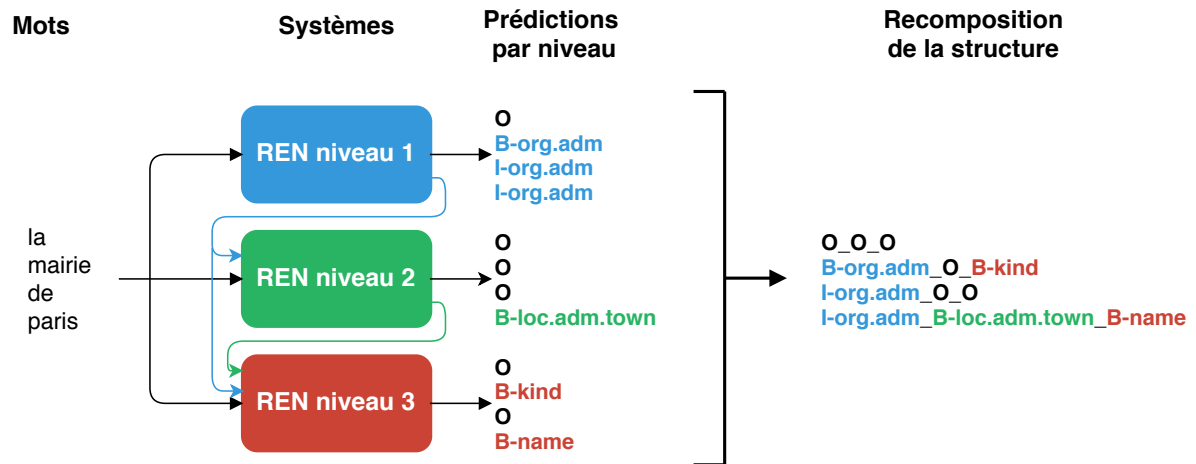 Mots
Systèmes
Prédictions
par niveau
Recomposition
de la structure
la
mairie
de
paris
REN niveau 1
O
B-org.adm
I-org.adm
I-org.adm
REN niveau 2
O
O
O
B-loc.adm.town
REN niveau 3
O
B-kind
O
B-name
O_O_O
B-org.adm_O_B-kind
I-org.adm_O_O
I-org.adm_B-loc.adm.town_B-name